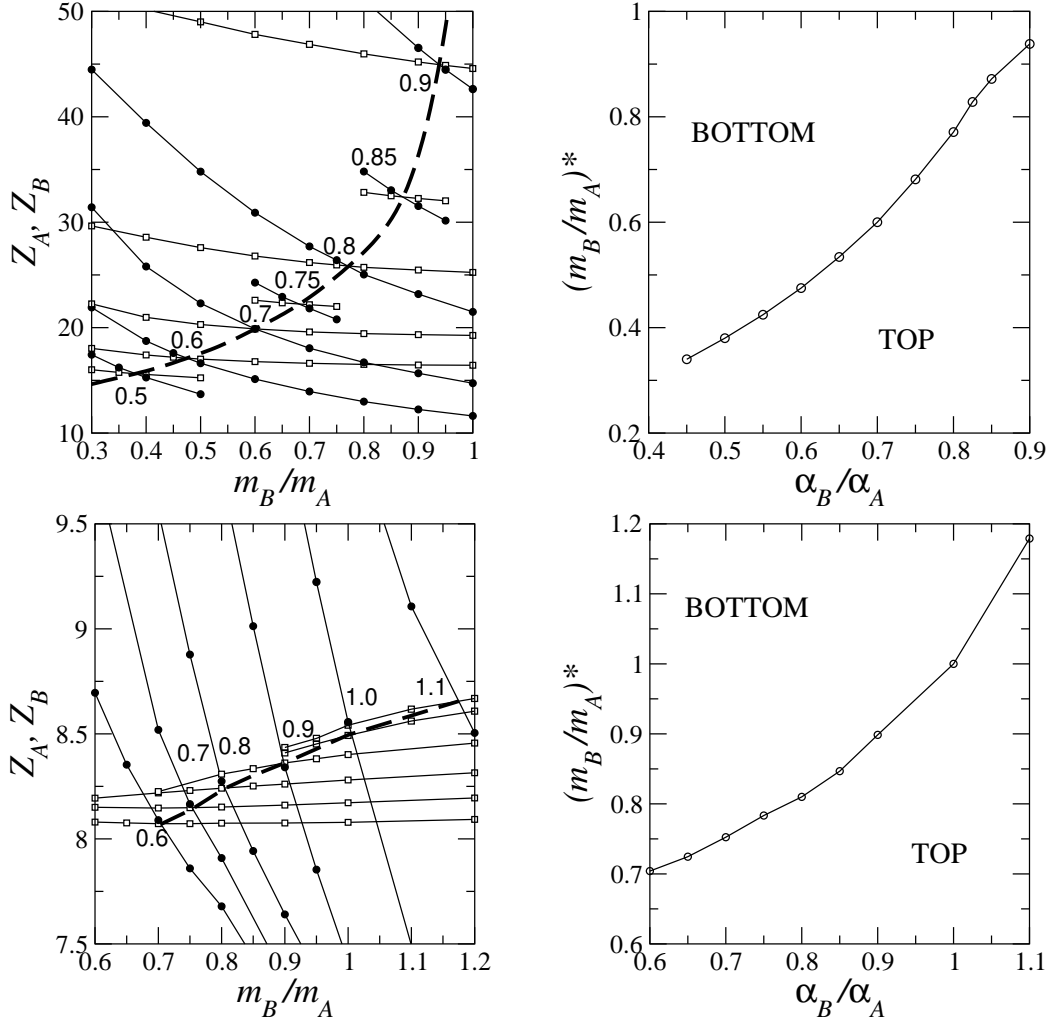 50
40
30
20
10
Z_A, Z_B
0.9
0.85
0.8
0.75
0.7
0.6
0.5
0.3 0.4 0.5 0.6 0.7 0.8 0.9 1
m_B/m_A
1
0.8
0.6
0.4
0.2
(m_B/m_A)*
BOTTOM
TOP
0.4 0.5 0.6 0.7 0.8 0.9
α_B/α_A
9.5
9
8.5
8
7.5
Z_A, Z_B
1.1
1.0
0.9
0.8
0.7
0.6
0.6 0.7 0.8 0.9 1 1.1 1.2
m_B/m_A
1.2
1.1
1
0.9
0.8
0.7
0.6
(m_B/m_A)*
BOTTOM
TOP
0.6 0.7 0.8 0.9 1 1.1
α_B/α_A